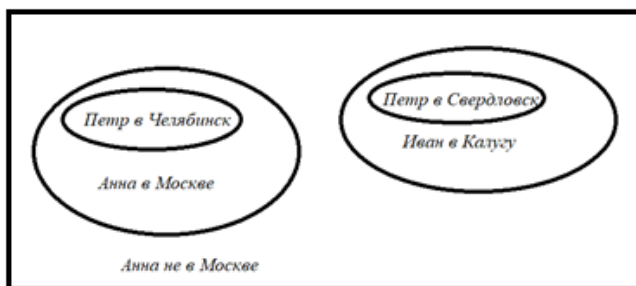 Петр в Челябинск
Анна в Москве
Анна не в Москве
Петр в Свердловск
Иван в Калугу